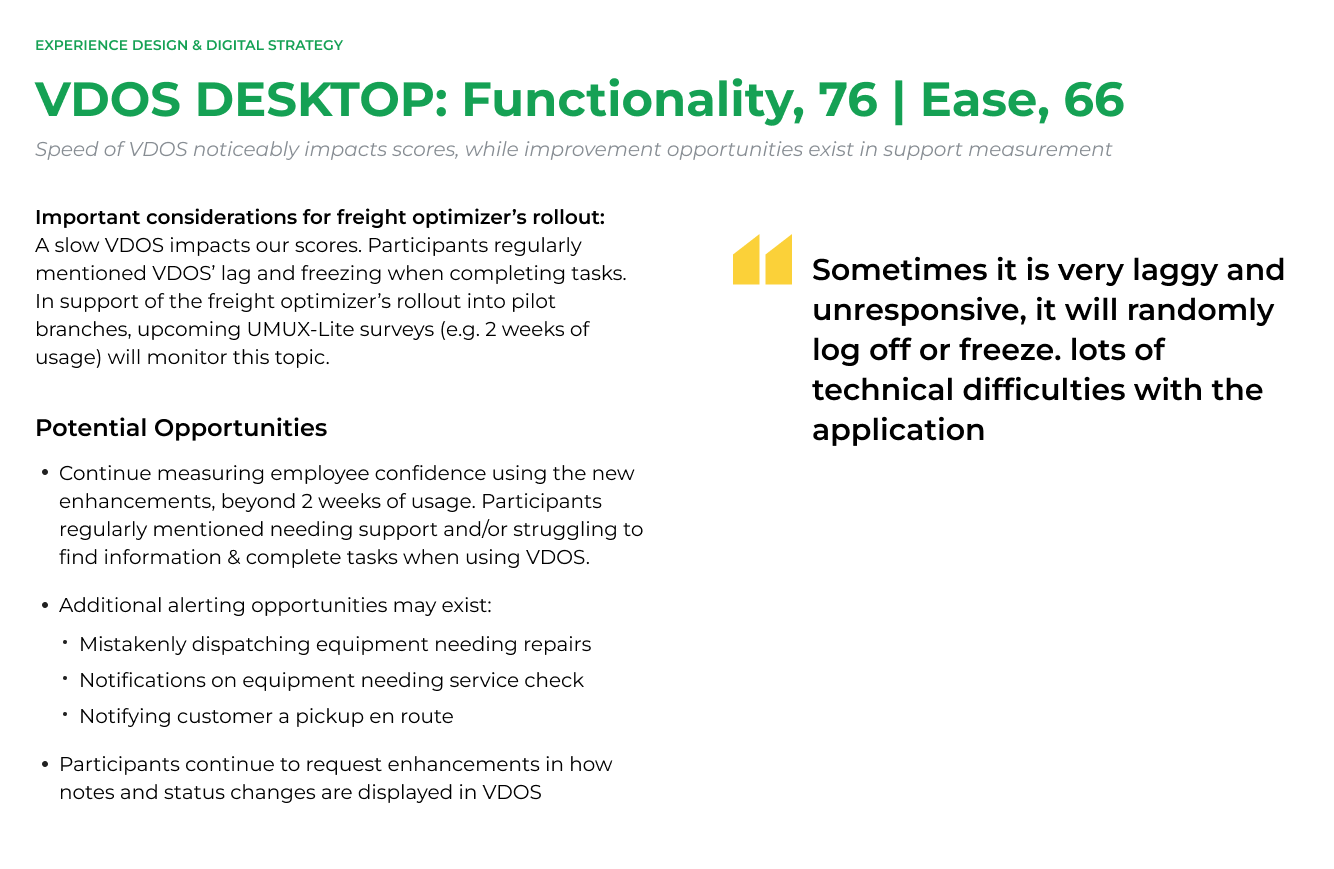 EXPERIENCE DESIGN & DIGITAL STRATEGY
VDOS DESKTOP: Functionality, 76 | Ease, 66
Speed of VDOS noticeably impacts scores, while improvement opportunities exist in support measurement
Important considerations for freight optimizer’s rollout:
A slow VDOS impacts our scores. Participants regularly
mentioned VDOS’ lag and freezing when completing tasks.
In support of the freight optimizer’s rollout into pilot
branches, upcoming UMUX-Lite surveys (e.g. 2 weeks of
usage) will monitor this topic.
Potential Opportunities
• Continue measuring employee confidence using the new
enhancements, beyond 2 weeks of usage. Participants
regularly mentioned needing support and/or struggling to
find information & complete tasks when using VDOS.
• Additional alerting opportunities may exist:
• Mistakenly dispatching equipment needing repairs
• Notifications on equipment needing service check
• Notifying customer a pickup en route
• Participants continue to request enhancements in how
notes and status changes are displayed in VDOS
Sometimes it is very laggy and
unresponsive, it will randomly
log off or freeze. lots of
technical difficulties with the
application